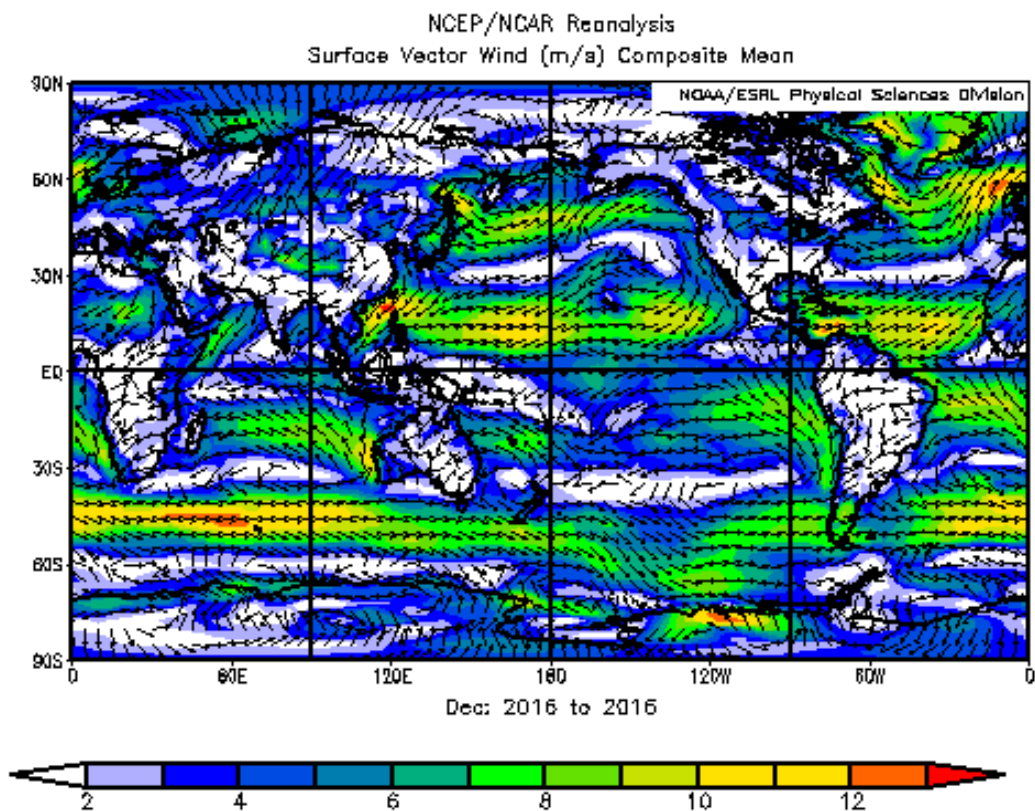 NCEP/NCAR Reanalysis
Surface Vector Wind (m/s) Composite Mean
NOAA/ESRL Physical Sciences Division
90N
60N
30N
EQ
30S
60S
90S
0 60E 120E 180 120W 60W 0
Dec: 2016 to 2016
2 4 6 8 10 12